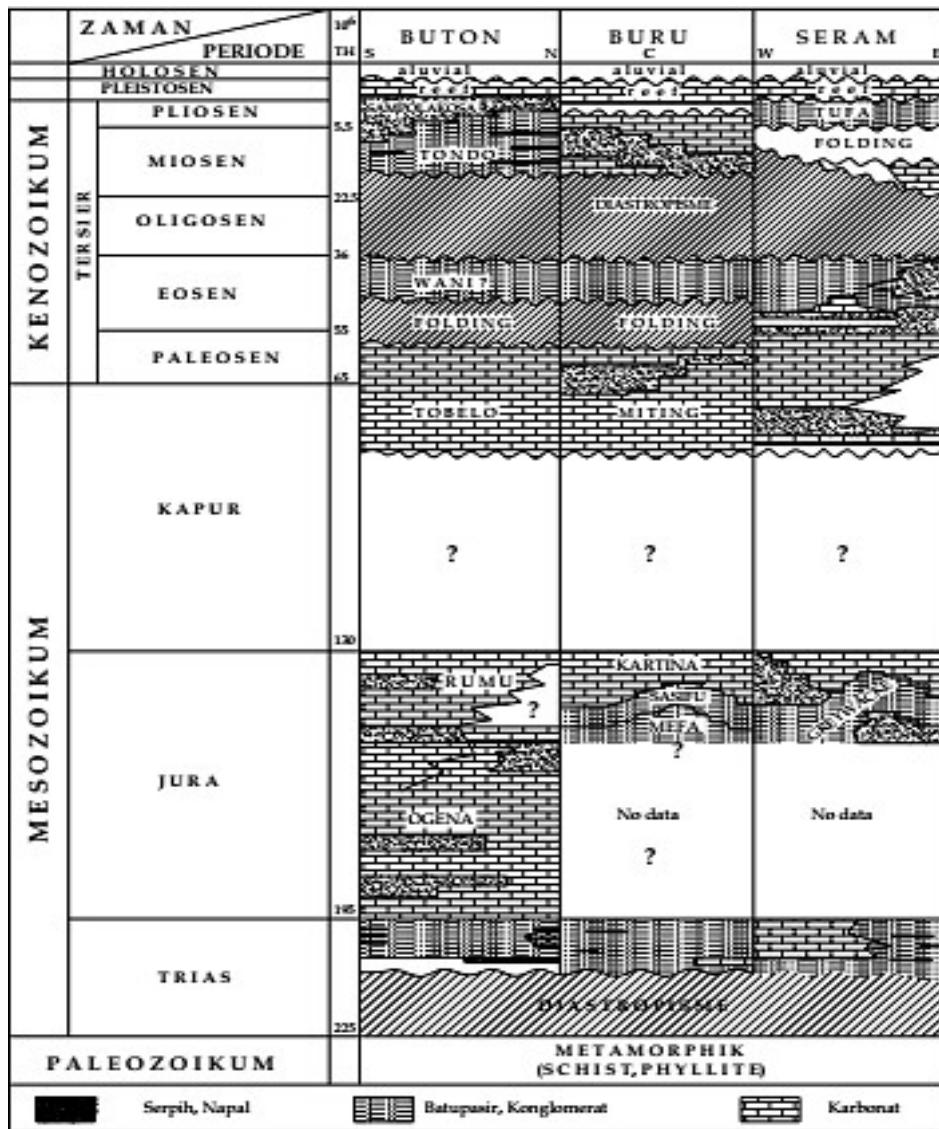 ZAMAN
PERIODE
10⁶
TH
BUTON
S N
BURU
C
SERAM
W E
HOLOSEN
aluvial
aluvial
aluvial
PLEISTOSEN
reef
reef
reef
KENOZOIKUM
TERSIER
PLIOSEN
SAMPOLAKOSA
TUFA
5.5
FOLDING
MIOSEN
TONDO
22.5
DIASTROPISME
OLIGOSEN
36
WANI?
EOSEN
FOLDING
FOLDING
55
PALEOSEN
65
MESOZOIKUM
TOBELO
MITING
KAPUR
?
?
?
130
RUMU
KARTINA
SASIFU
?
MEFA
?
JURA
OGENA
No data
No data
?
195
TRIAS
DIASTROPISME
225
PALEOZOIKUM
METAMORPHIK
(SCHIST, PHYLLITE)
Serpih, Napal
Batupasir, Konglomerat
Karbonat